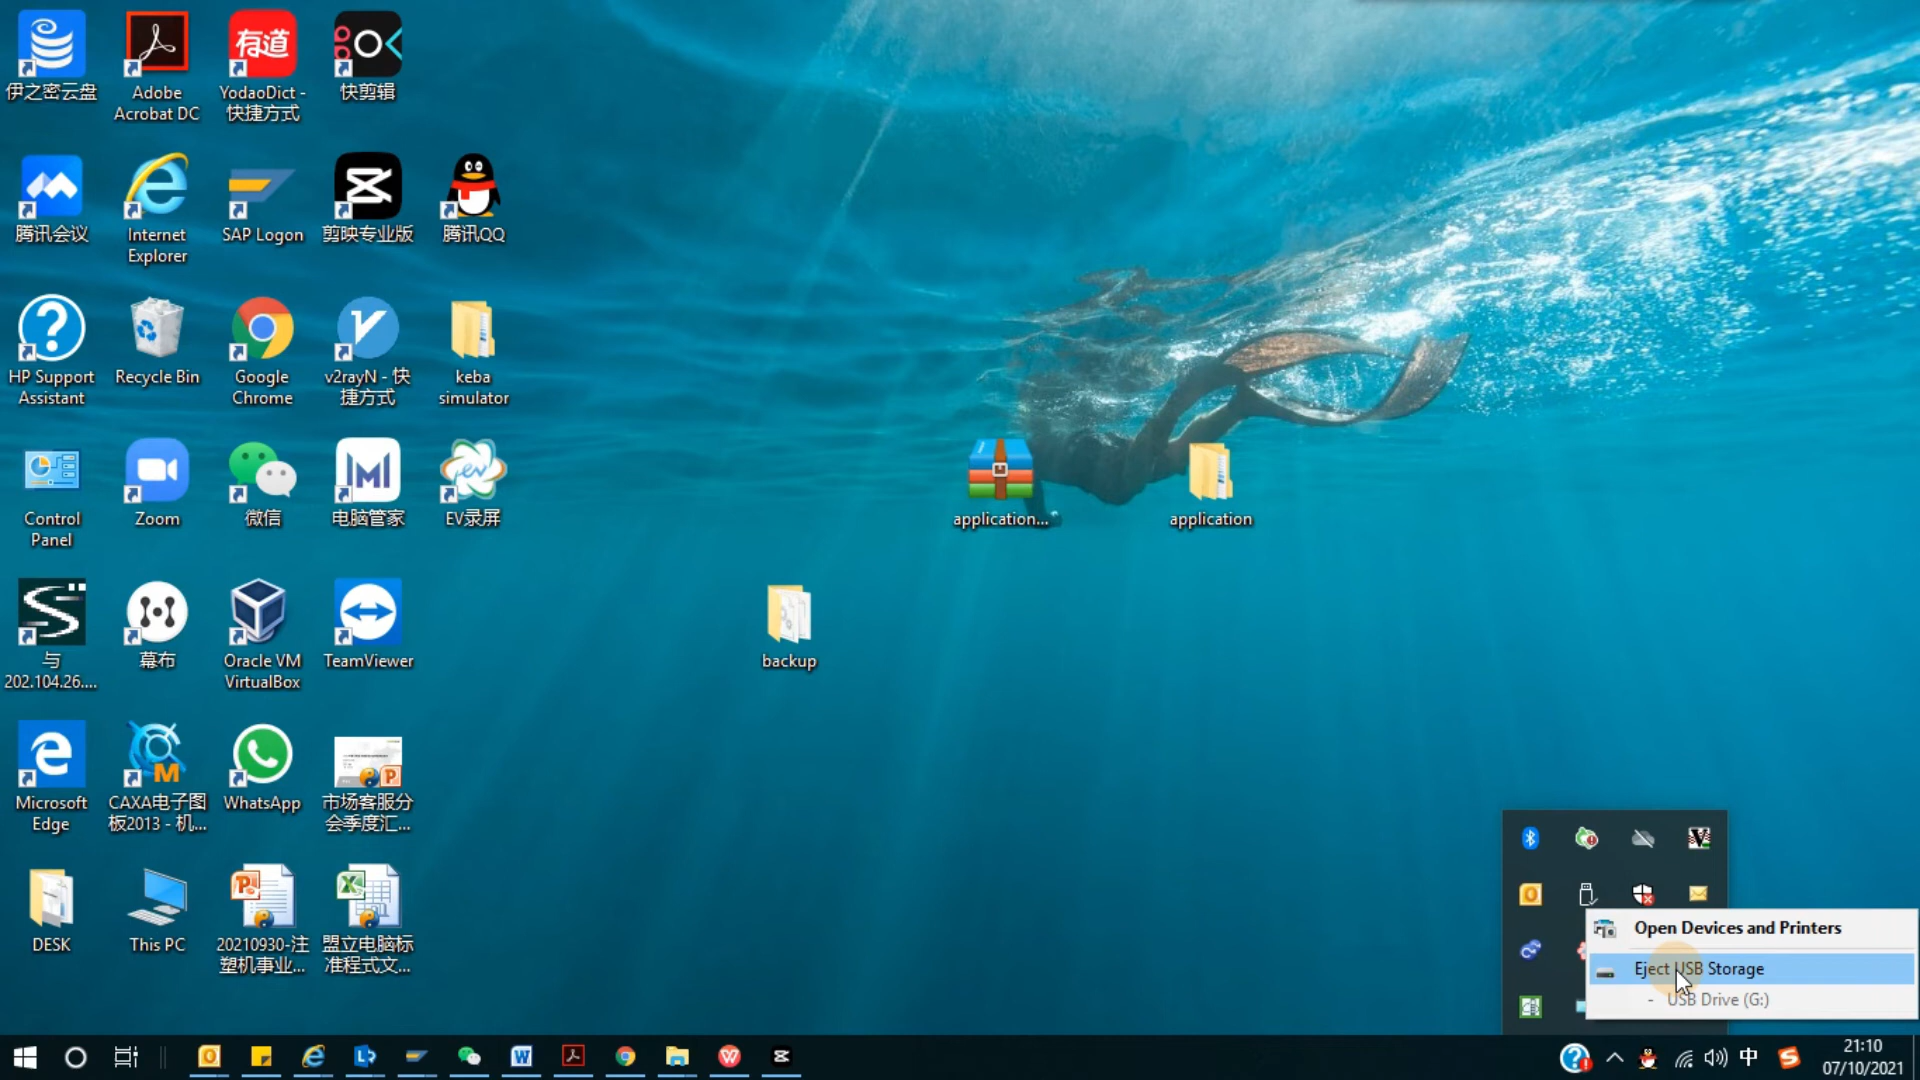 伊之密云盘
Adobe
Acrobat DC
有道
YodaoDict -
快捷方式
快剪辑
腾讯会议
Internet
Explorer
SAP Logon
剪映专业版
腾讯QQ
HP Support
Assistant
Recycle Bin
Google
Chrome
v2rayN - 快
捷方式
keba
simulator
Control
Panel
Zoom
微信
电脑管家
EV录屏
application...
application
与
202.104.26....
幕布
Oracle VM
VirtualBox
TeamViewer
backup
Microsoft
Edge
CAXA电子图
板2013 - 机...
WhatsApp
市场客服分
会季度汇...
DESK
This PC
20210930-注
塑机事业...
盟立电脑标
准程式文...
Open Devices and Printers
Eject USB Storage
- USB Drive (G:)
中
21:10
07/10/2021